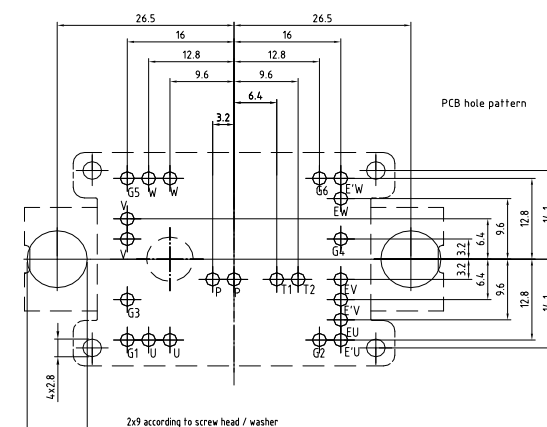 26.5 26.5
16 16
12.8 12.8
9.6 9.6
6.4
3.2
PCB hole pattern
G5 W W G6 E'W
EW
V
V G4
P P T1 T2 EV
G3 E'V
EU
G1 U U G2 E'U
3.2 6.4 9.6 12.8
3.2 6.4 9.6 12.8
4x2.8
2x9 according to screw head / washer